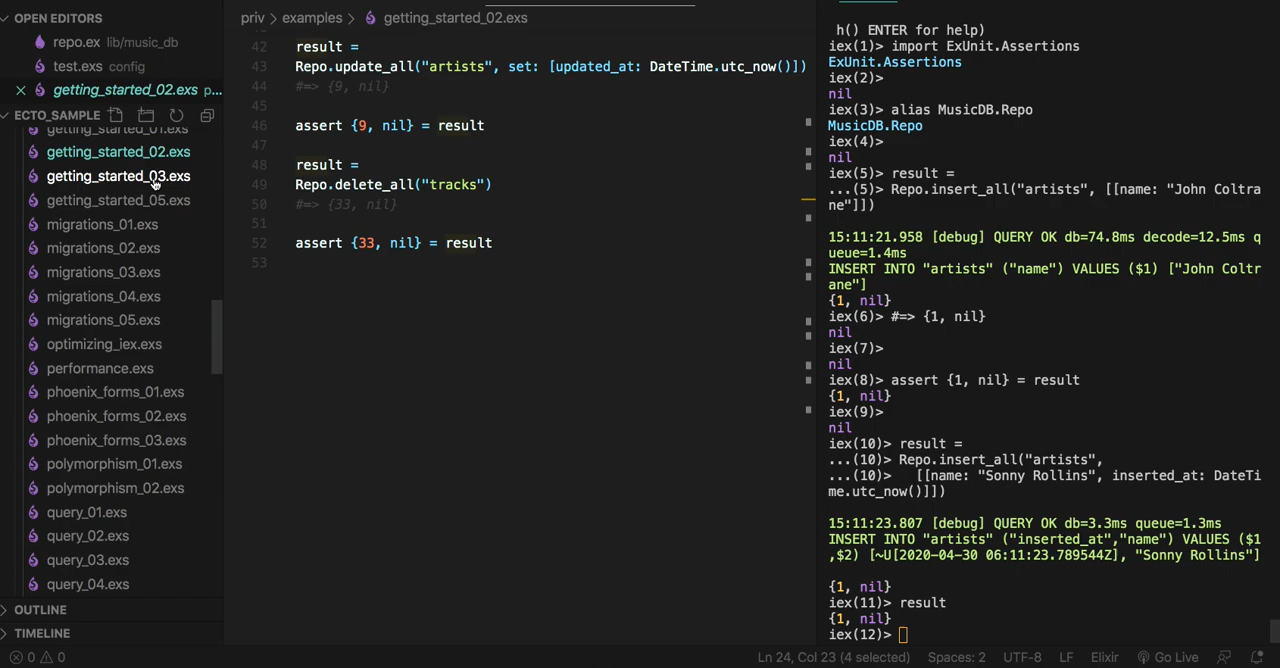 OPEN EDITORS
repo.ex lib/music_db
test.exs config
getting_started_02.exs p...
ECTO_SAMPLE
getting_started_01.exs
getting_started_02.exs
getting_started_03.exs
getting_started_05.exs
migrations_01.exs
migrations_02.exs
migrations_03.exs
migrations_04.exs
migrations_05.exs
optimizing_iex.exs
performance.exs
phoenix_forms_01.exs
phoenix_forms_02.exs
phoenix_forms_03.exs
polymorphism_01.exs
polymorphism_02.exs
query_01.exs
query_02.exs
query_03.exs
query_04.exs
OUTLINE
TIMELINE
priv > examples > getting_started_02.exs
42 result =
43 Repo.update_all("artists", set: [updated_at: DateTime.utc_now()])
44 #=> {9, nil}
45
46 assert {9, nil} = result
47
48 result =
49 Repo.delete_all("tracks")
50 #=> {33, nil}
51
52 assert {33, nil} = result
53
h() ENTER for help)
iex(1)> import ExUnit.Assertions
ExUnit.Assertions
iex(2)>
nil
iex(3)> alias MusicDB.Repo
MusicDB.Repo
iex(4)>
nil
iex(5)> result =
...(5)> Repo.insert_all("artists", [[name: "John Coltra
ne"]])
15:11:21.958 [debug] QUERY OK db=74.8ms decode=12.5ms q
ueue=1.4ms
INSERT INTO "artists" ("name") VALUES ($1) ["John Coltr
ane"]
{1, nil}
iex(6)> #=> {1, nil}
nil
iex(7)>
nil
iex(8)> assert {1, nil} = result
{1, nil}
iex(9)>
nil
iex(10)> result =
...(10)> Repo.insert_all("artists",
...(10)>   [[name: "Sonny Rollins", inserted_at: DateTi
me.utc_now()]])
15:11:23.807 [debug] QUERY OK db=3.3ms queue=1.3ms
INSERT INTO "artists" ("inserted_at","name") VALUES ($1
,$2) [~U[2020-04-30 06:11:23.789544Z], "Sonny Rollins"]
{1, nil}
iex(11)> result
{1, nil}
iex(12)>
0 0
Ln 24, Col 23 (4 selected) Spaces: 2 UTF-8 LF Elixir Go Live